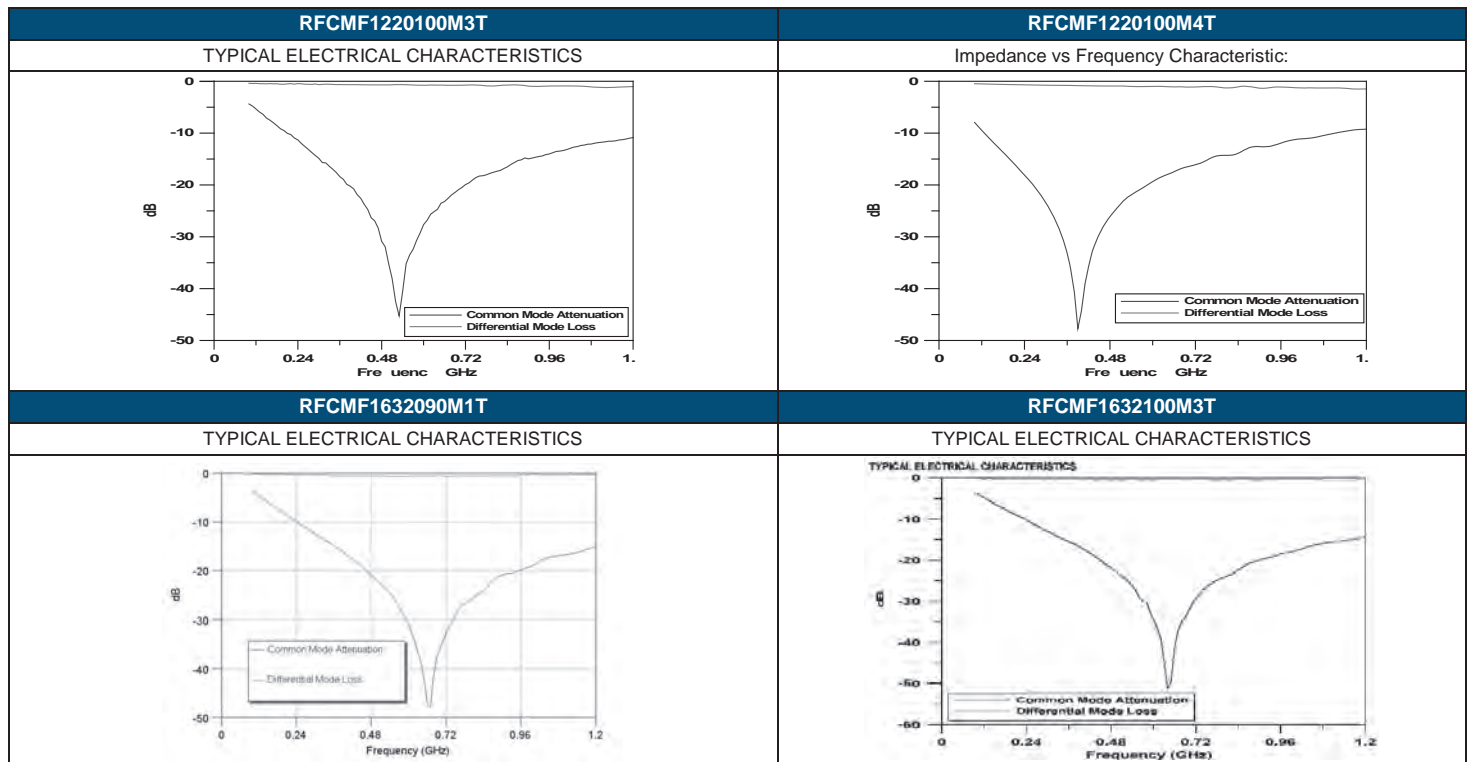 RFCMF1220100M3T
RFCMF1220100M4T
TYPICAL ELECTRICAL CHARACTERISTICS
Impedance vs Frequency Characteristic:
0
-10
-20
-30
-40
-50
dB
Common Mode Attenuation
Differential Mode Loss
0 0.24 0.48 0.72 0.96 1.
Fre uenc GHz
0
-10
-20
-30
-40
-50
dB
Common Mode Attenuation
Differential Mode Loss
0 0.24 0.48 0.72 0.96 1.
Fre uenc GHz
RFCMF1632090M1T
RFCMF1632100M3T
TYPICAL ELECTRICAL CHARACTERISTICS
TYPICAL ELECTRICAL CHARACTERISTICS
0
-10
-20
-30
-40
-50
dB
Common Mode Attenuation
Differential Mode Loss
0 0.24 0.48 0.72 0.96 1.2
Frequency (GHz)
TYPICAL ELECTRICAL CHARACTERISTICS
0
-10
-20
-30
-40
-50
-60
dB
Common Mode Attenuation
Differential Mode Loss
0 0.24 0.48 0.72 0.96 1.2
Frequency (GHz)